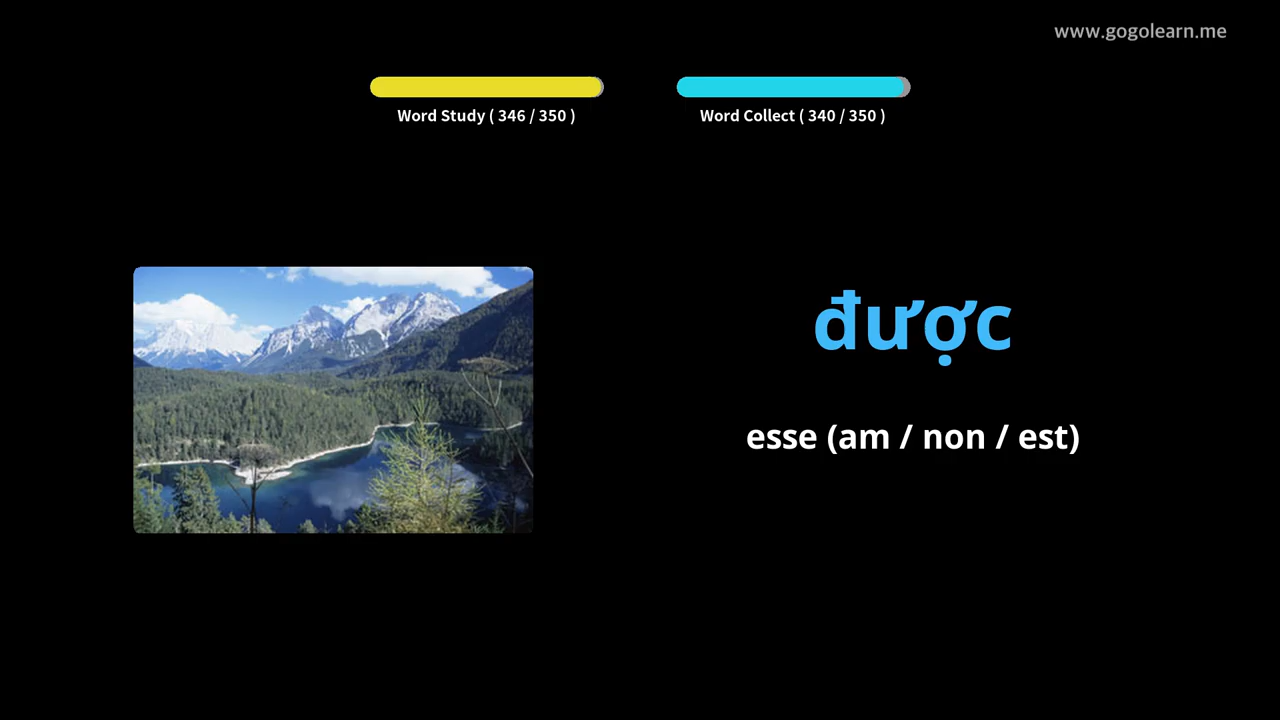 www.gogolearn.me
Word Study ( 346 / 350 )
Word Collect ( 340 / 350 )
được
esse (am / non / est)